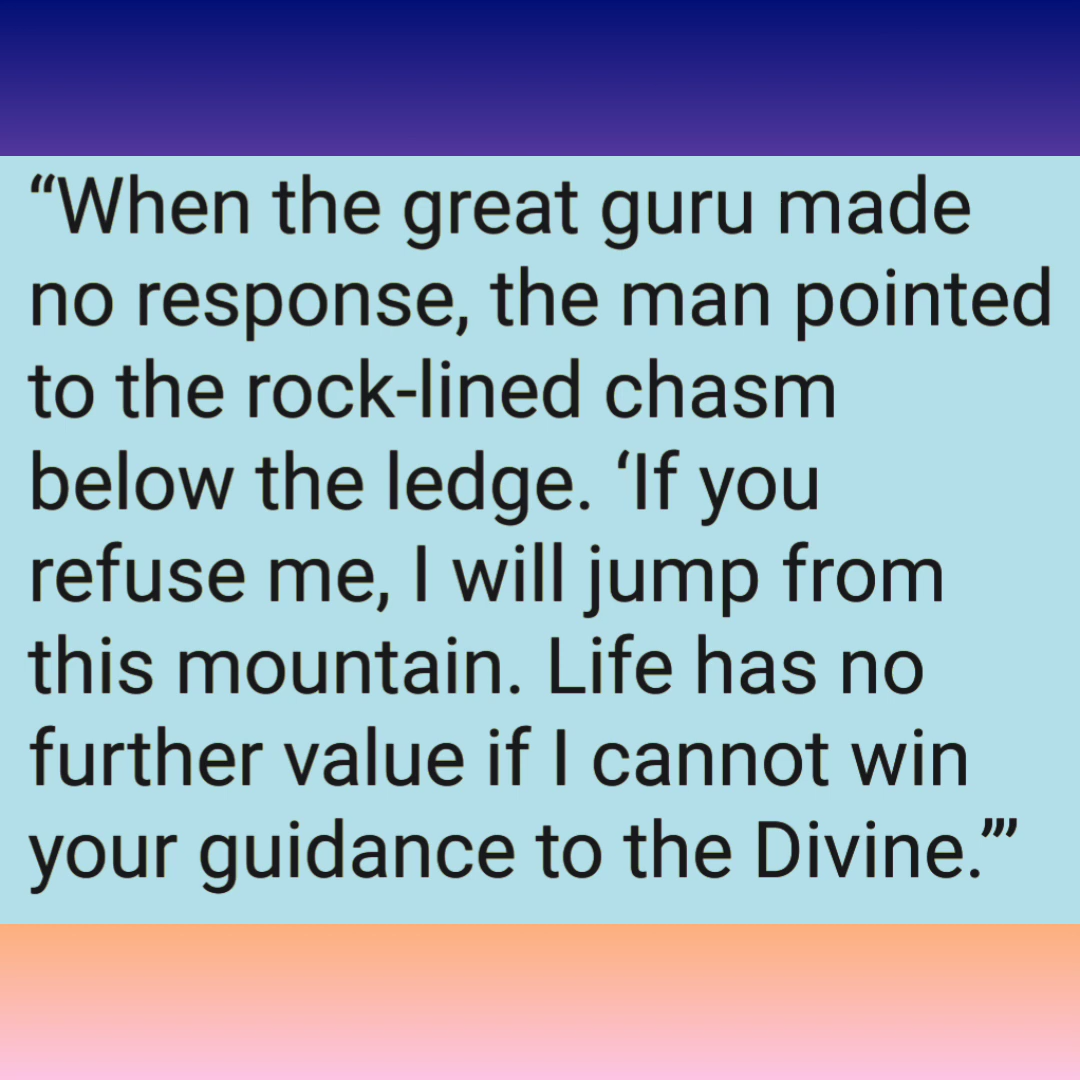 “When the great guru made
no response, the man pointed
to the rock-lined chasm
below the ledge. ‘If you
refuse me, I will jump from
this mountain. Life has no
further value if I cannot win
your guidance to the Divine.”’